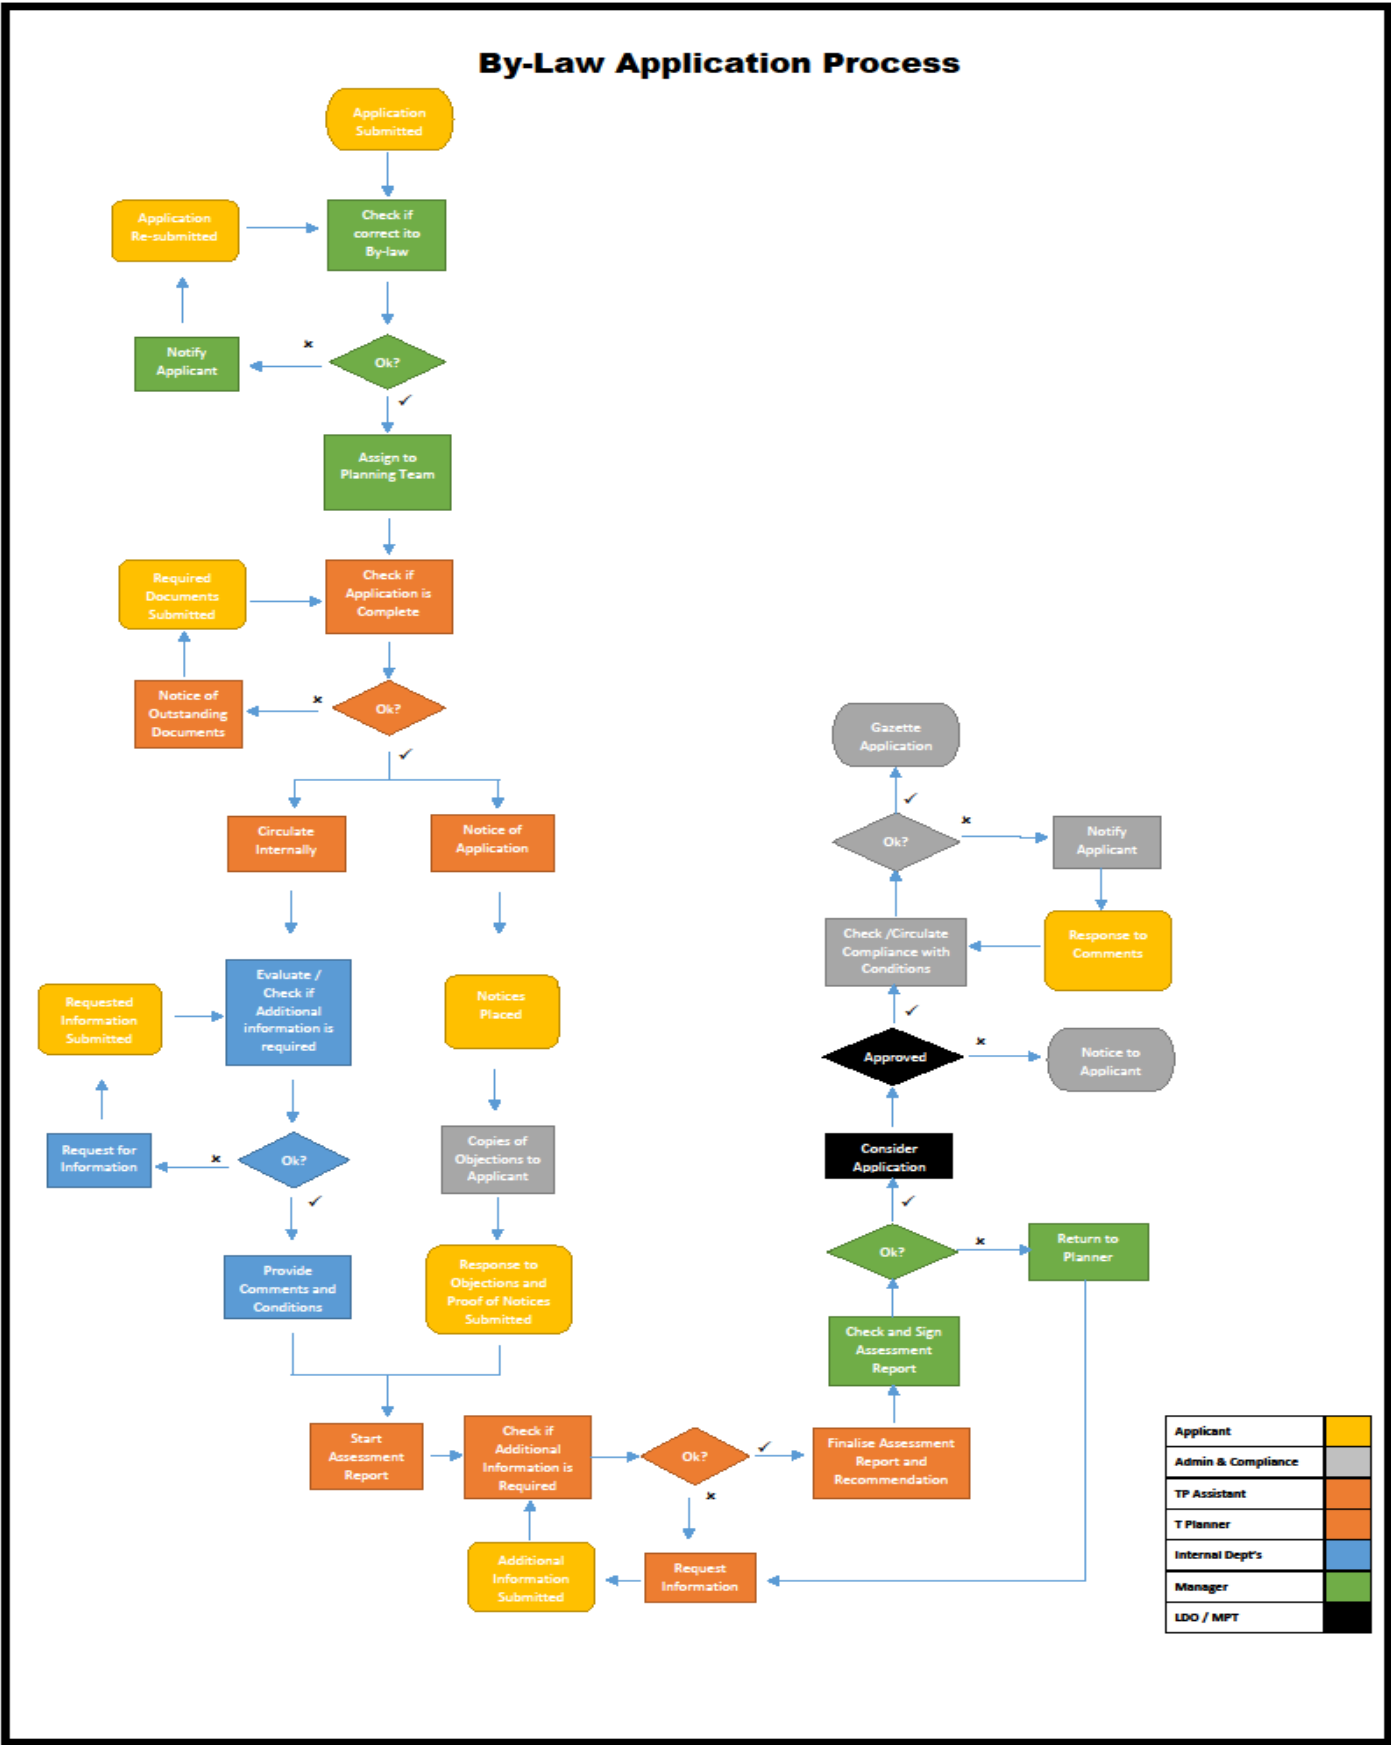 By-Law Application Process
Application
Submitted
Application
Re-submitted
Check if
correct ito
By-law
Notify
Applicant
×
Ok?
✓
Assign to
Planning Team
Required
Documents
Submitted
Check if
Application is
Complete
Notice of
Outstanding
Documents
×
Ok?
✓
Circulate
Internally
Notice of
Application
Requested
Information
Submitted
Evaluate /
Check if
Additional
information is
required
Notices
Placed
Request for
Information
×
Ok?
✓
Copies of
Objections to
Applicant
Provide
Comments and
Conditions
Response to
Objections and
Proof of Notices
Submitted
Start
Assessment
Report
Check if
Additional
Information is
Required
Ok?
✓
×
Finalise Assessment
Report and
Recommendation
Additional
Information
Submitted
Request
Information
Gazette
Application
✓
Ok?
×
Notify
Applicant
Check /Circulate
Compliance with
Conditions
Response to
Comments
✓
Approved
×
Notice to
Applicant
Consider
Application
✓
Ok?
×
Return to
Planner
Check and Sign
Assessment
Report
Applicant
Admin & Compliance
TP Assistant
T Planner
Internal Dept's
Manager
LDO / MPT